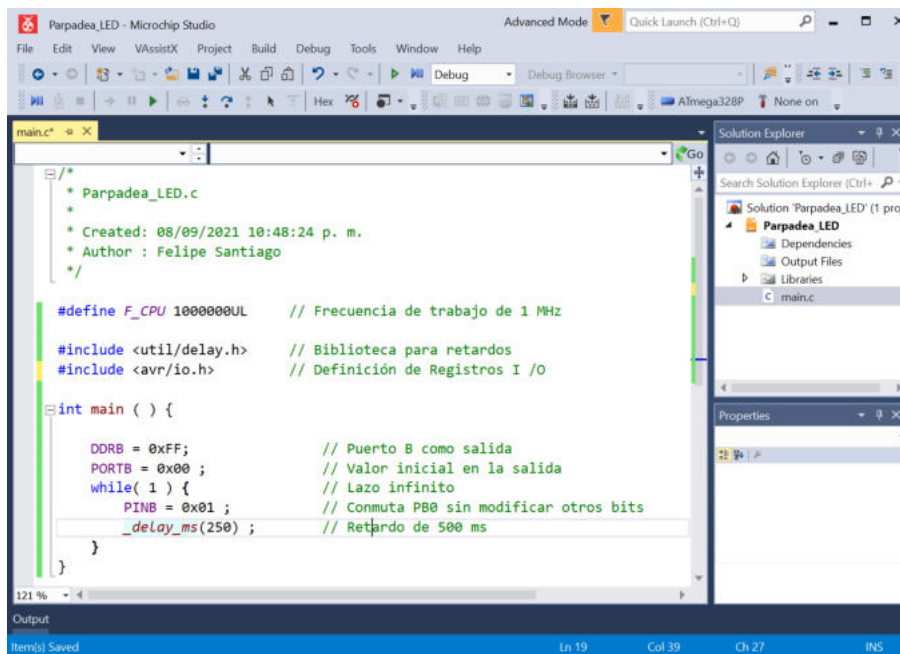 Parpadea_LED - Microchip Studio
Advanced Mode
Quick Launch (Ctrl+Q)
File Edit View VAssistX Project Build Debug Tools Window Help
Debug
Debug Browser
Hex
ATmega328P
None on
main.c*
Go
/*
* Parpadea_LED.c
*
* Created: 08/09/2021 10:48:24 p. m.
* Author : Felipe Santiago
*/
#define F_CPU 1000000UL // Frecuencia de trabajo de 1 MHz
#include <util/delay.h> // Biblioteca para retardos
#include <avr/io.h> // Definición de Registros I /O
int main ( ) {
DDRB = 0xFF; // Puerto B como salida
PORTB = 0x00 ; // Valor inicial en la salida
while( 1 ) { // Lazo infinito
PINB = 0x01 ; // Conmuta PB0 sin modificar otros bits
_delay_ms(250) ; // Retardo de 500 ms
}
}
121 %
Solution Explorer
Search Solution Explorer (Ctrl+
Solution 'Parpadea_LED' (1 pro
Parpadea_LED
Dependencies
Output Files
Libraries
main.c
Properties
Output
Item(s) Saved
Ln 19
Col 39
Ch 27
INS